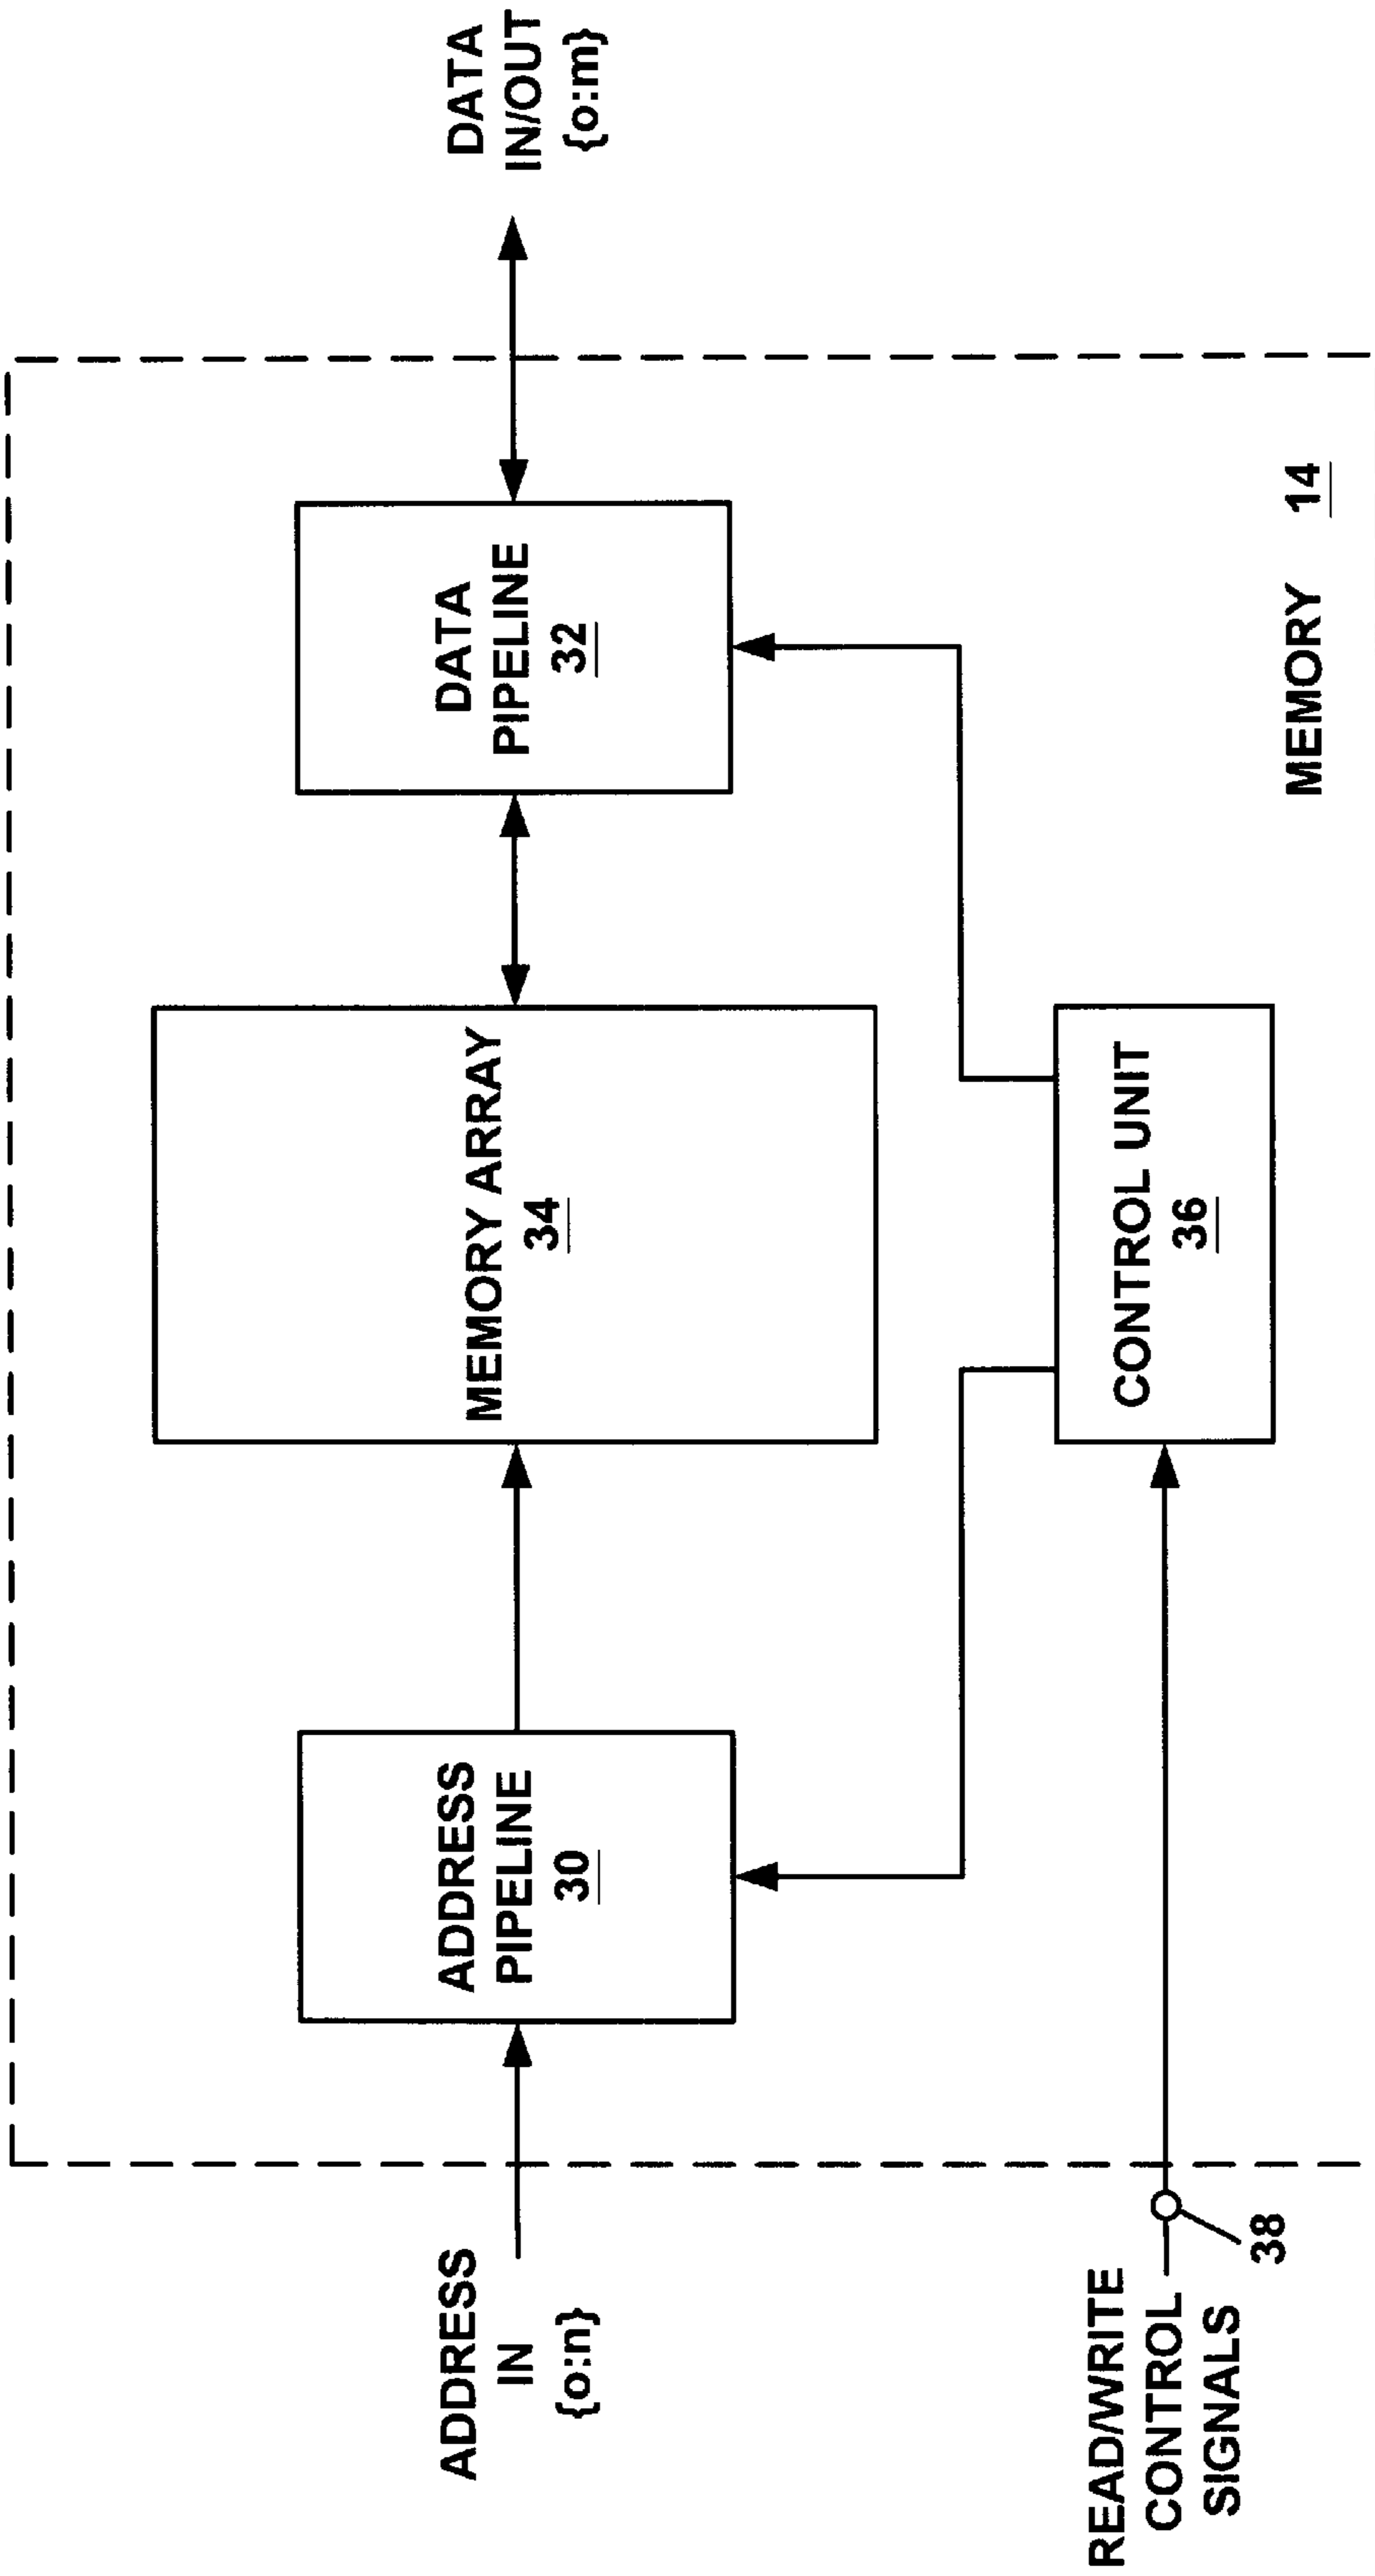 ADDRESS
IN
{o:n}
ADDRESS
PIPELINE
30
MEMORY ARRAY
34
DATA
PIPELINE
32
DATA
IN/OUT
{o:m}
READ/WRITE
CONTROL
SIGNALS
38
CONTROL UNIT
36
MEMORY 14